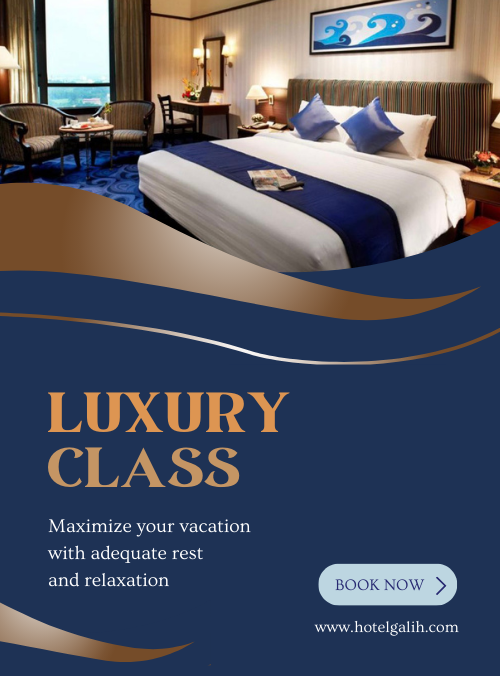 LUXURY
CLASS
Maximize your vacation
with adequate rest
and relaxation
BOOK NOW
www.hotelgalih.com